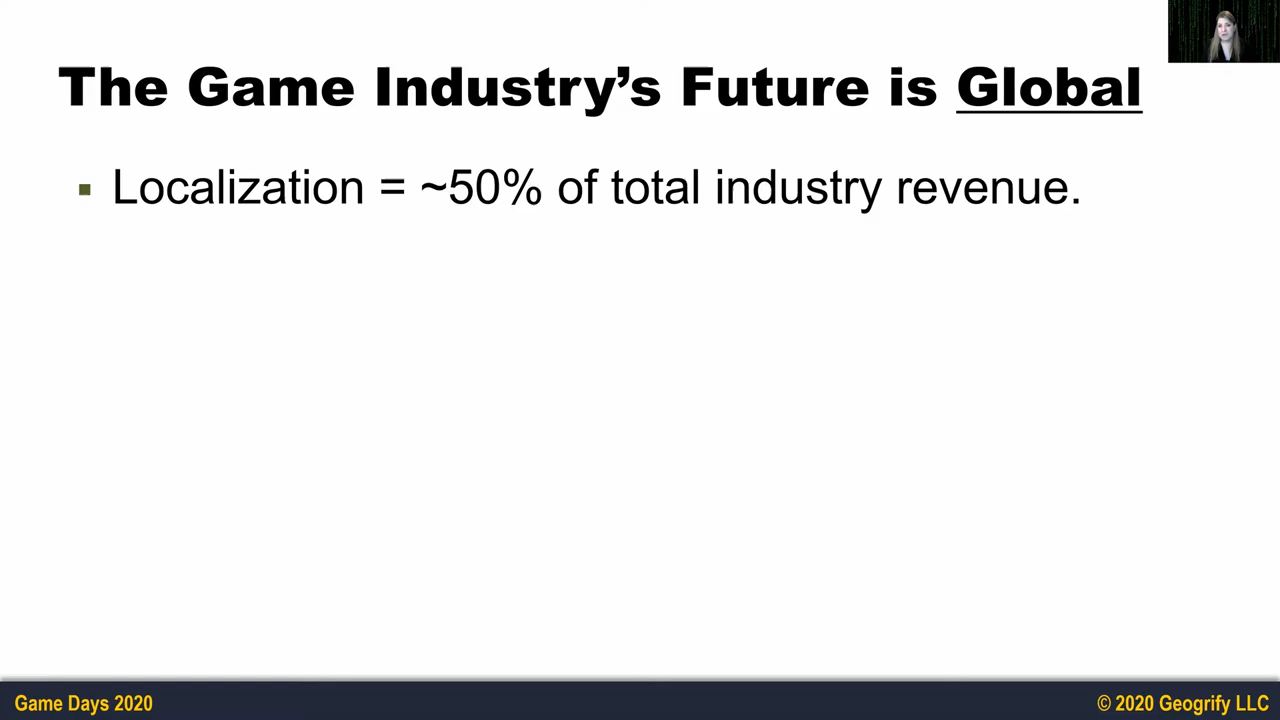 The Game Industry’s Future is Global
▪ Localization = ~50% of total industry revenue.
Game Days 2020
© 2020 Geogrify LLC